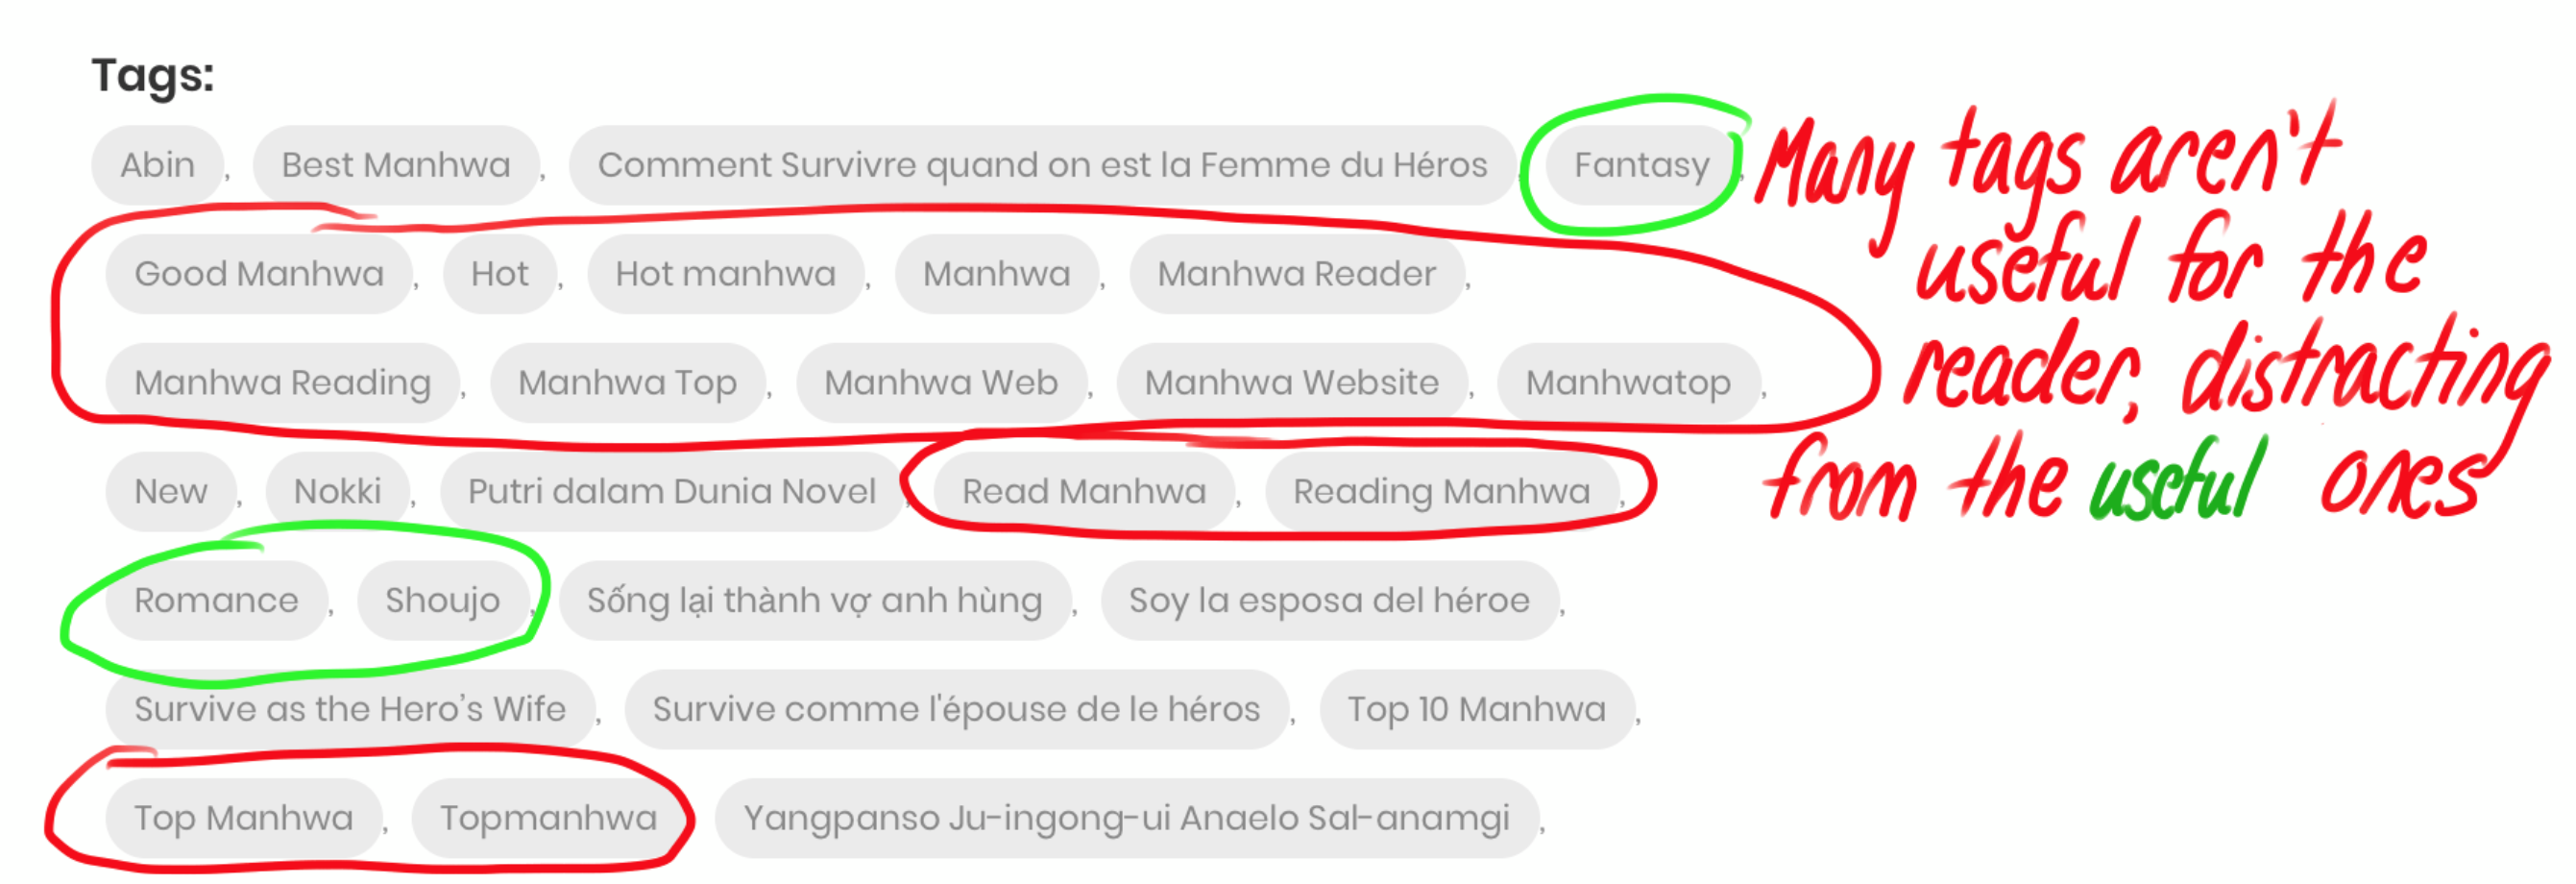 Tags:
Abin, Best Manhwa, Comment Survivre quand on est la Femme du Héros, Fantasy,
Good Manhwa, Hot, Hot manhwa, Manhwa, Manhwa Reader,
Manhwa Reading, Manhwa Top, Manhwa Web, Manhwa Website, Manhwatop,
New, Nokki, Putri dalam Dunia Novel, Read Manhwa, Reading Manhwa,
Romance, Shoujo, Sống lại thành vợ anh hùng, Soy la esposa del héroe,
Survive as the Hero’s Wife, Survive comme l'épouse de le héros, Top 10 Manhwa,
Top Manhwa, Topmanhwa Yangpanso Ju-ingong-ui Anaelo Sal-anamgi,
Many tags aren't
useful for the
reader, distracting
from the useful ones